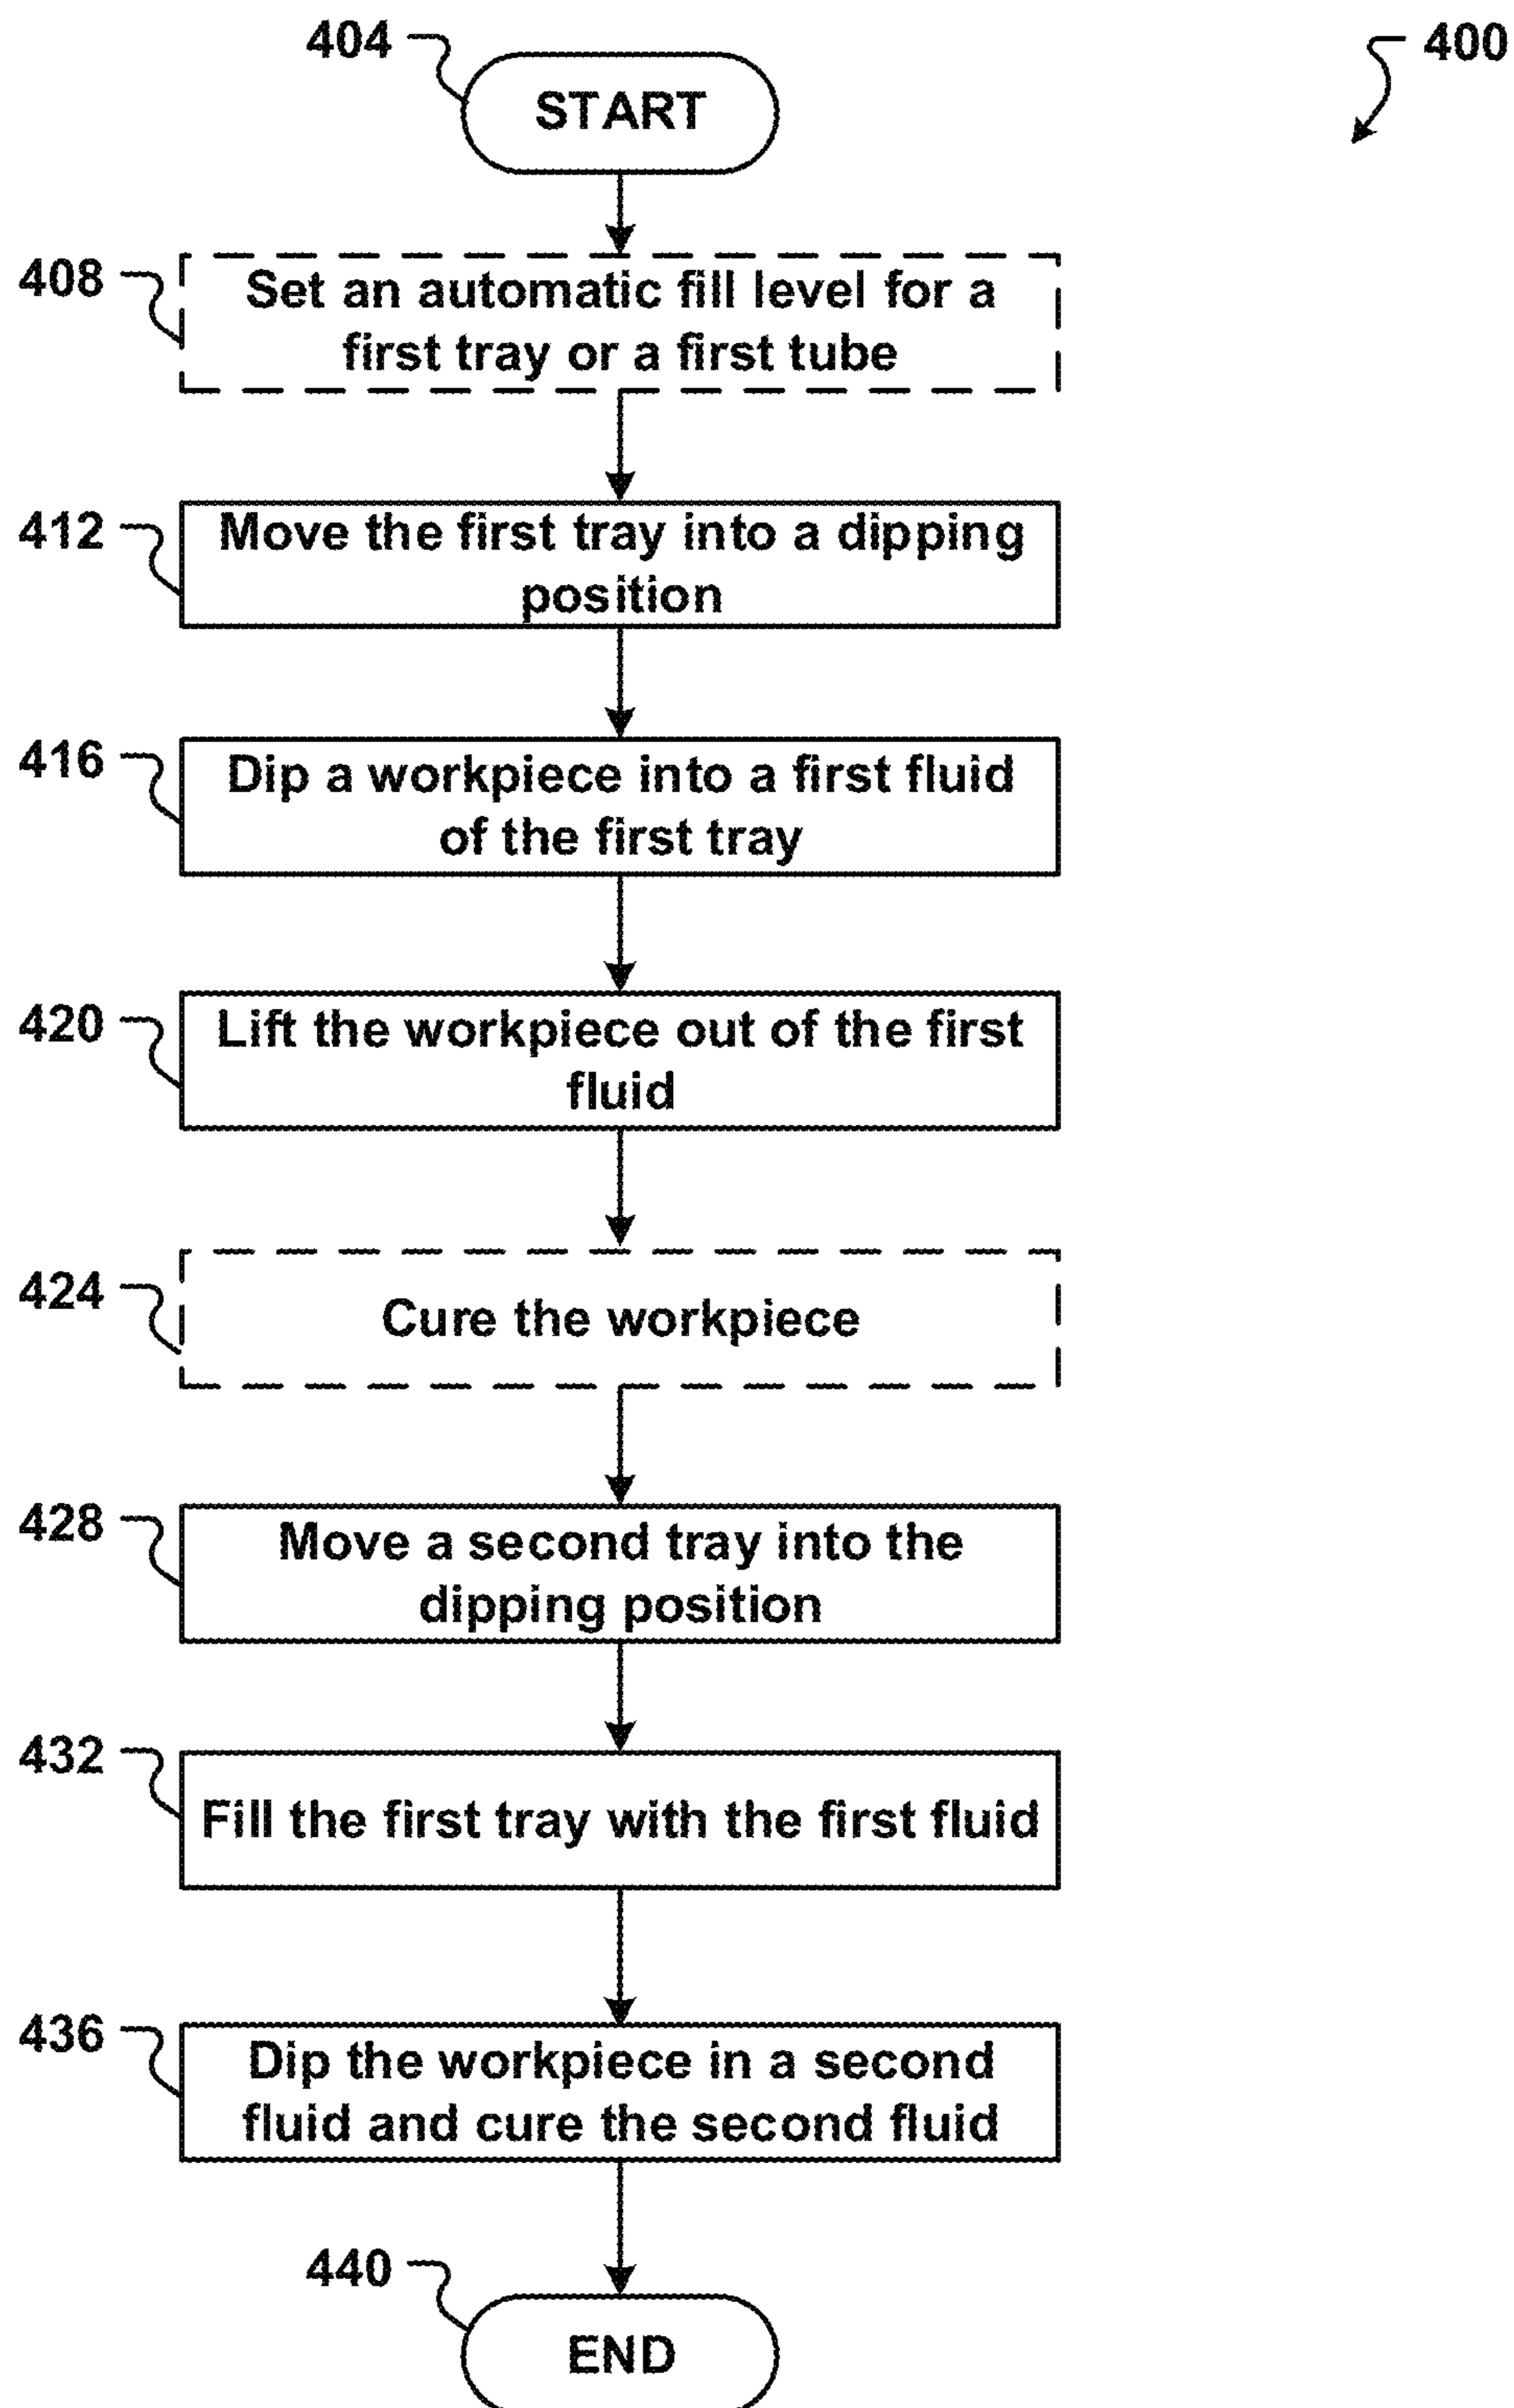 404
400
START
408
Set an automatic fill level for a
first tray or a first tube
412
Move the first tray into a dipping
position
416
Dip a workpiece into a first fluid
of the first tray
420
Lift the workpiece out of the first
fluid
424
Cure the workpiece
428
Move a second tray into the
dipping position
432
Fill the first tray with the first fluid
436
Dip the workpiece in a second
fluid and cure the second fluid
440
END